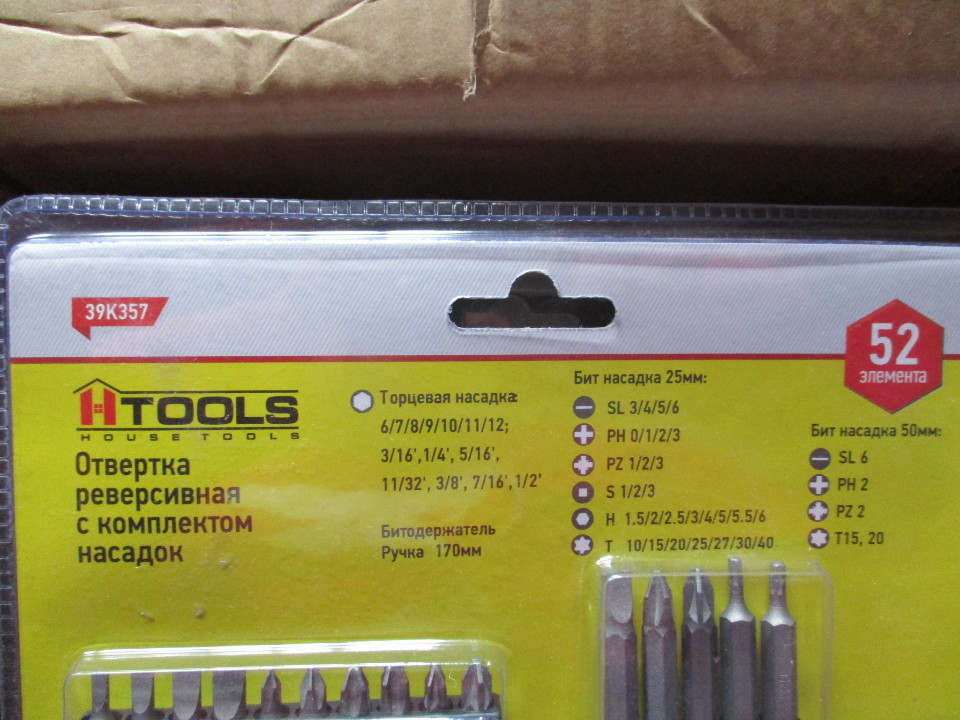 39К357
52
элемента
HTOOLS
HOUSE TOOLS
Отвертка
реверсивная
с комплектом
насадок
Торцевая насадка:
6/7/8/9/10/11/12;
3/16',1/4', 5/16',
11/32', 3/8', 7/16',1/2'
Битодержатель
Ручка 170мм
Бит насадка 25мм:
SL 3/4/5/6
PH 0/1/2/3
PZ 1/2/3
S 1/2/3
H 1.5/2/2.5/3/4/5/5.5/6
T 10/15/20/25/27/30/40
Бит насадка 50мм:
SL 6
PH 2
PZ 2
T15, 20